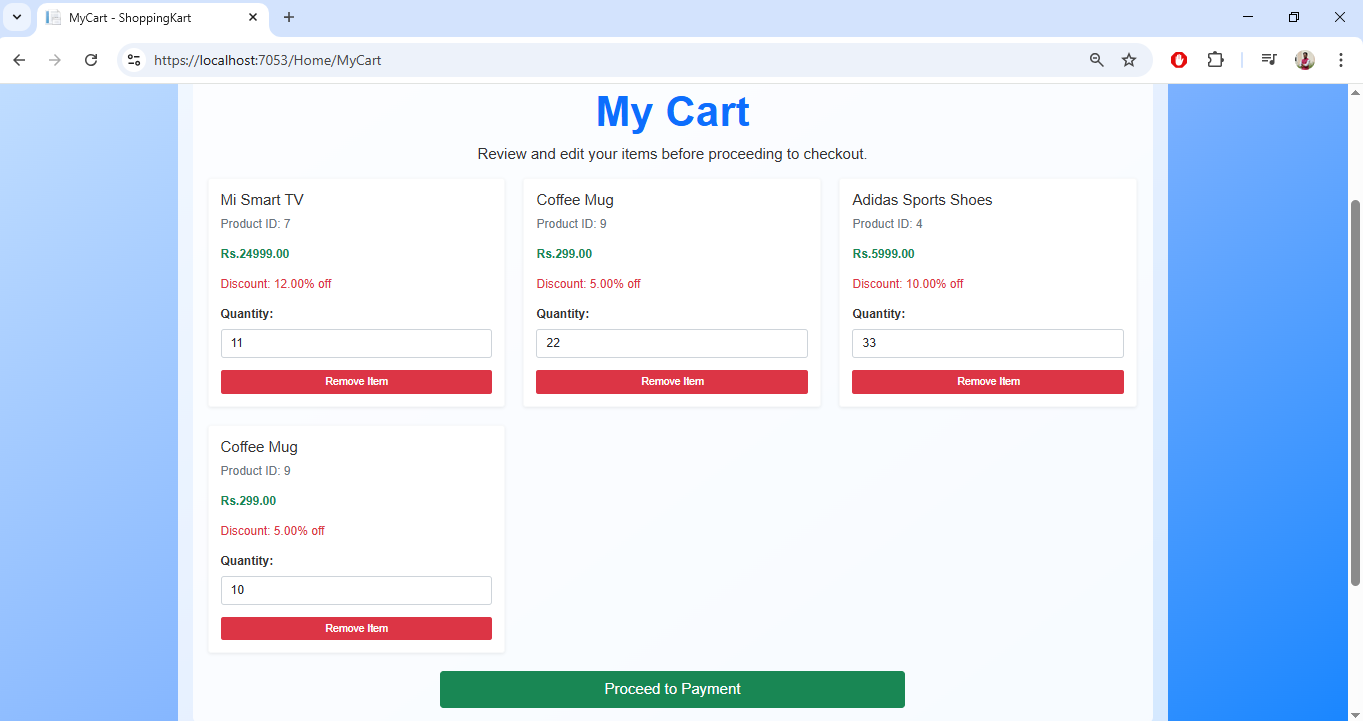 MyCart - ShoppingKart
https://localhost:7053/Home/MyCart
My Cart
Review and edit your items before proceeding to checkout.
Mi Smart TV
Product ID: 7
Rs.24999.00
Discount: 12.00% off
Quantity:
11
Remove Item
Coffee Mug
Product ID: 9
Rs.299.00
Discount: 5.00% off
Quantity:
22
Remove Item
Adidas Sports Shoes
Product ID: 4
Rs.5999.00
Discount: 10.00% off
Quantity:
33
Remove Item
Coffee Mug
Product ID: 9
Rs.299.00
Discount: 5.00% off
Quantity:
10
Remove Item
Proceed to Payment